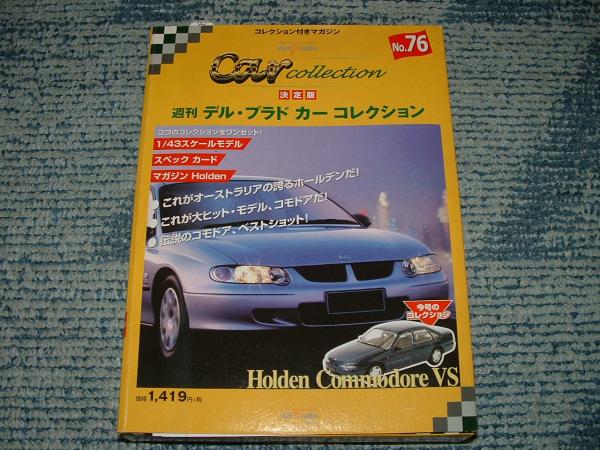 コレクション付きマガジン
del Prado
No.76
Car collection
決定版
週刊 デル・プラド カー コレクション
3つのコレクションをワンセット!
1/43スケールモデル
スペック カード
マガジン Holden
これがオーストラリアの誇るホールデンだ!
これが大ヒット・モデル、コモドアだ!
伝説のコモドア、ベストショット!
今号の
コレクション
Holden Commodore VS
価格1,419円+税
del Prado